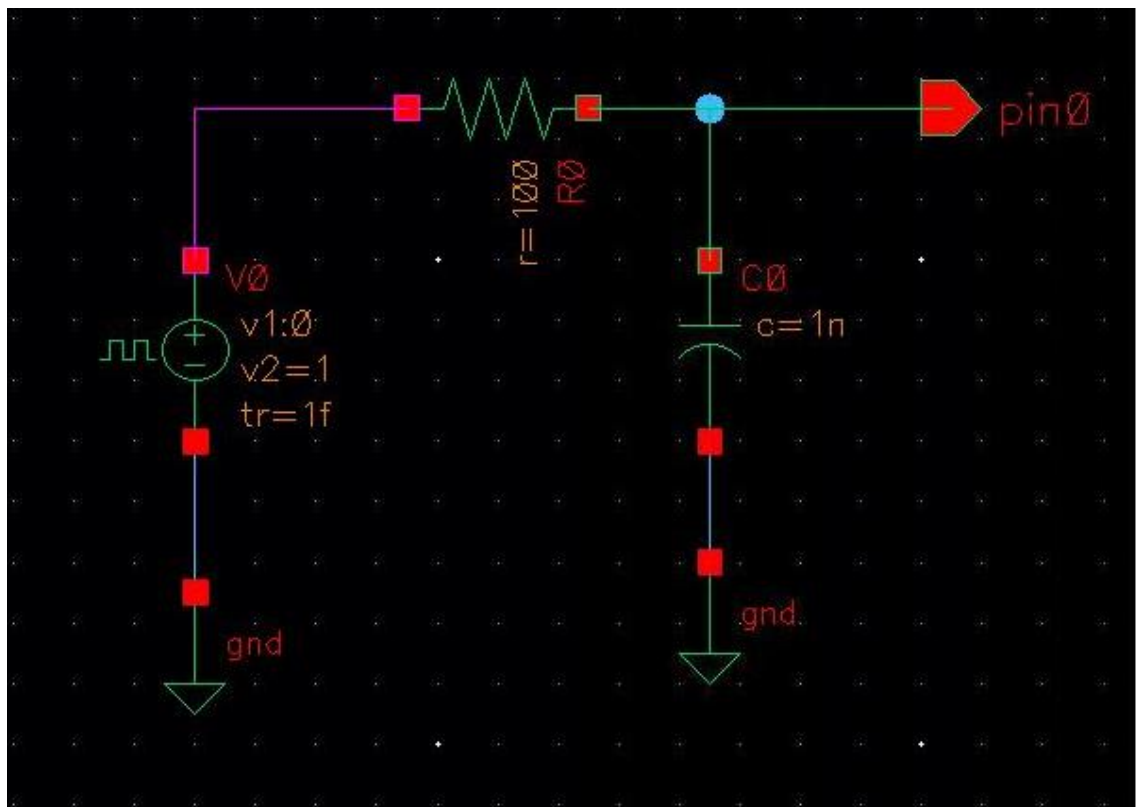 pin0
r=100
R0
V0
v1:0
v2=1
tr=1f
C0
c=1n
gnd
gnd